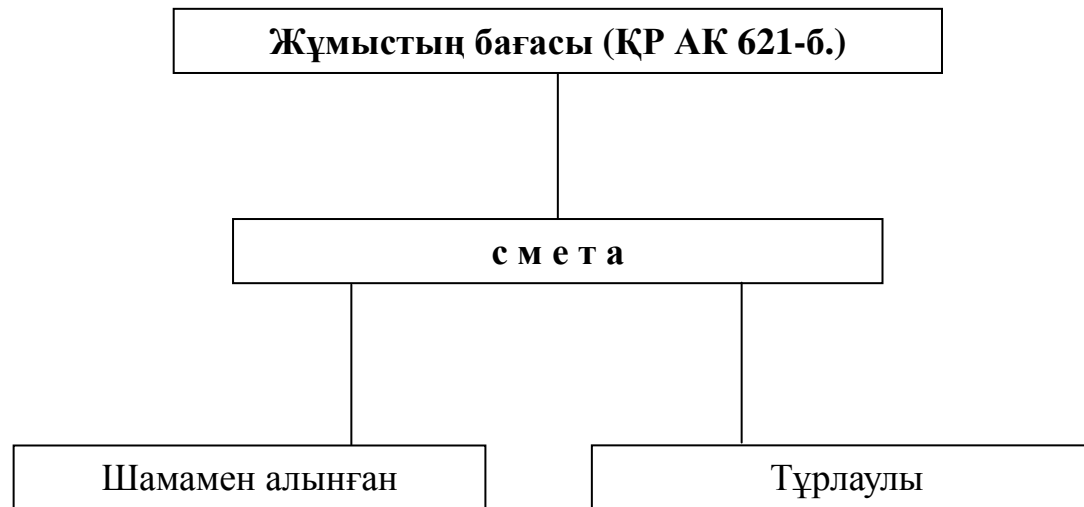 Жұмыстың бағасы (ҚР АК 621-б.)
с м е т а
Шамамен алынған
Тұрлаулы